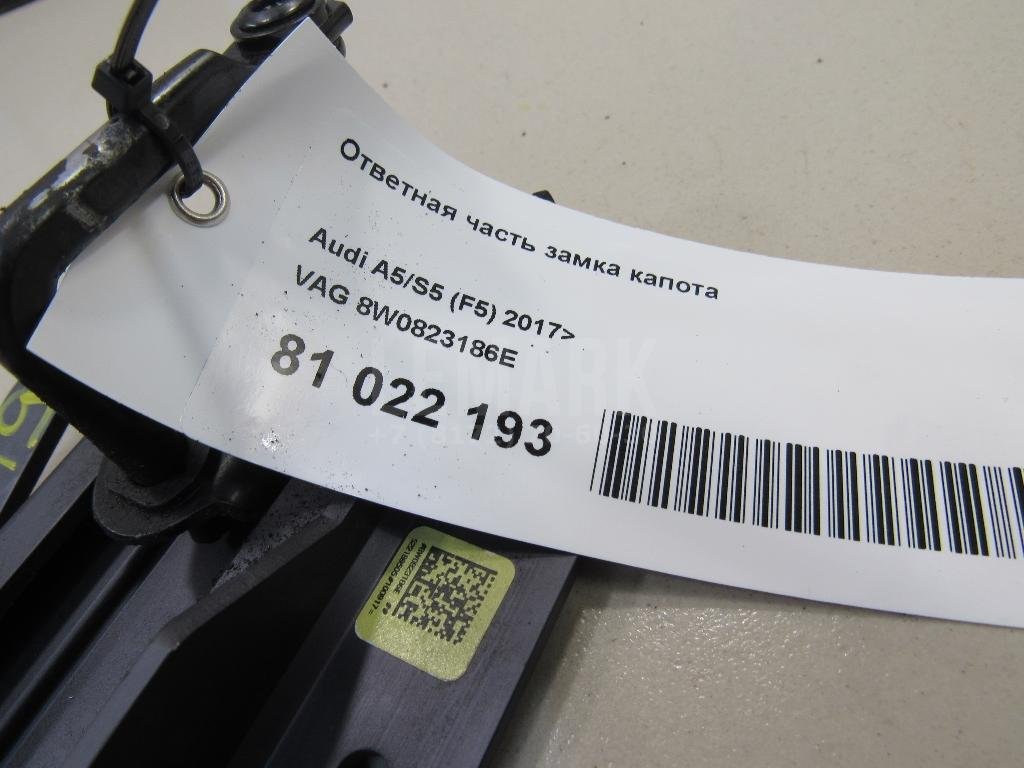 Ответная часть замка капота
Audi A5/S5 (F5) 2017>
VAG 8W0823186E
81 022 193